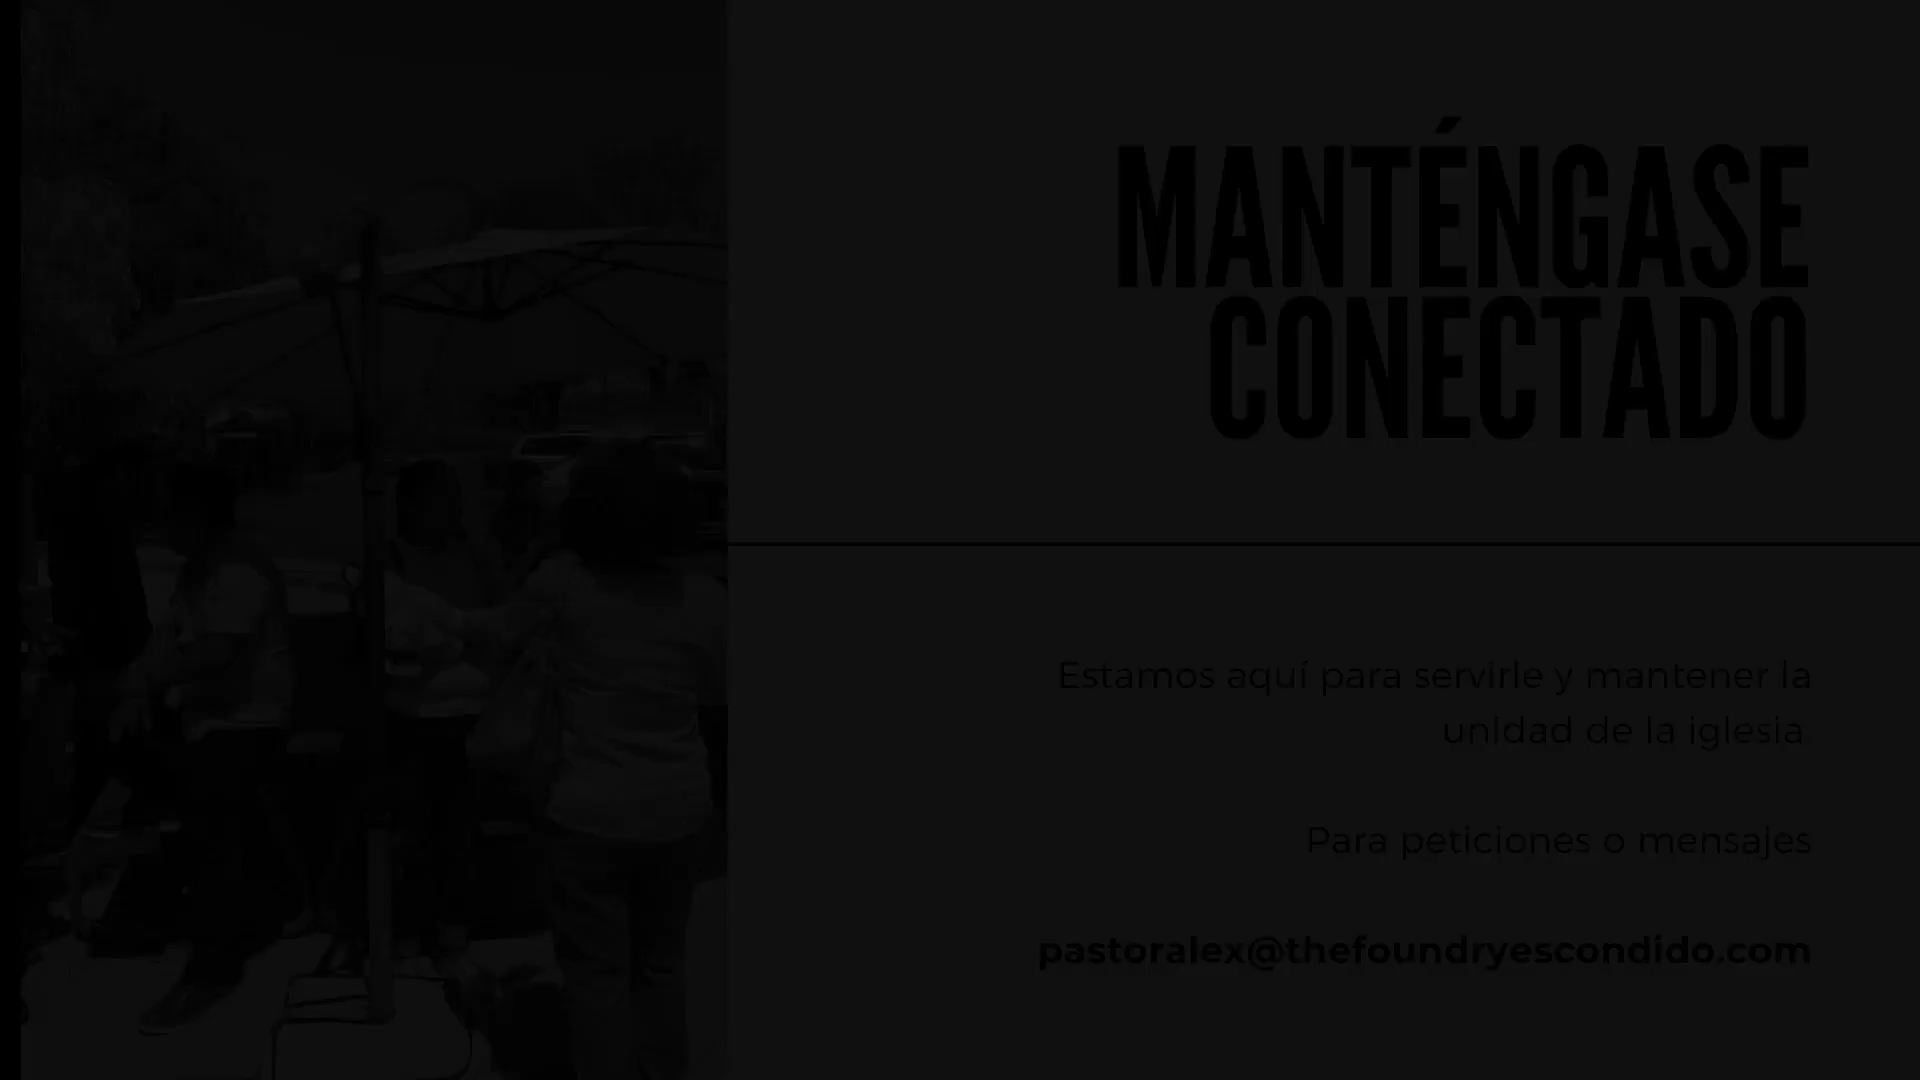 MANTÉNGASE
CONECTADO
Estamos aquí para servirle y mantener la
unidad de la iglesia.
Para peticiones o mensajes
pastoralex@thefoundryescondido.com